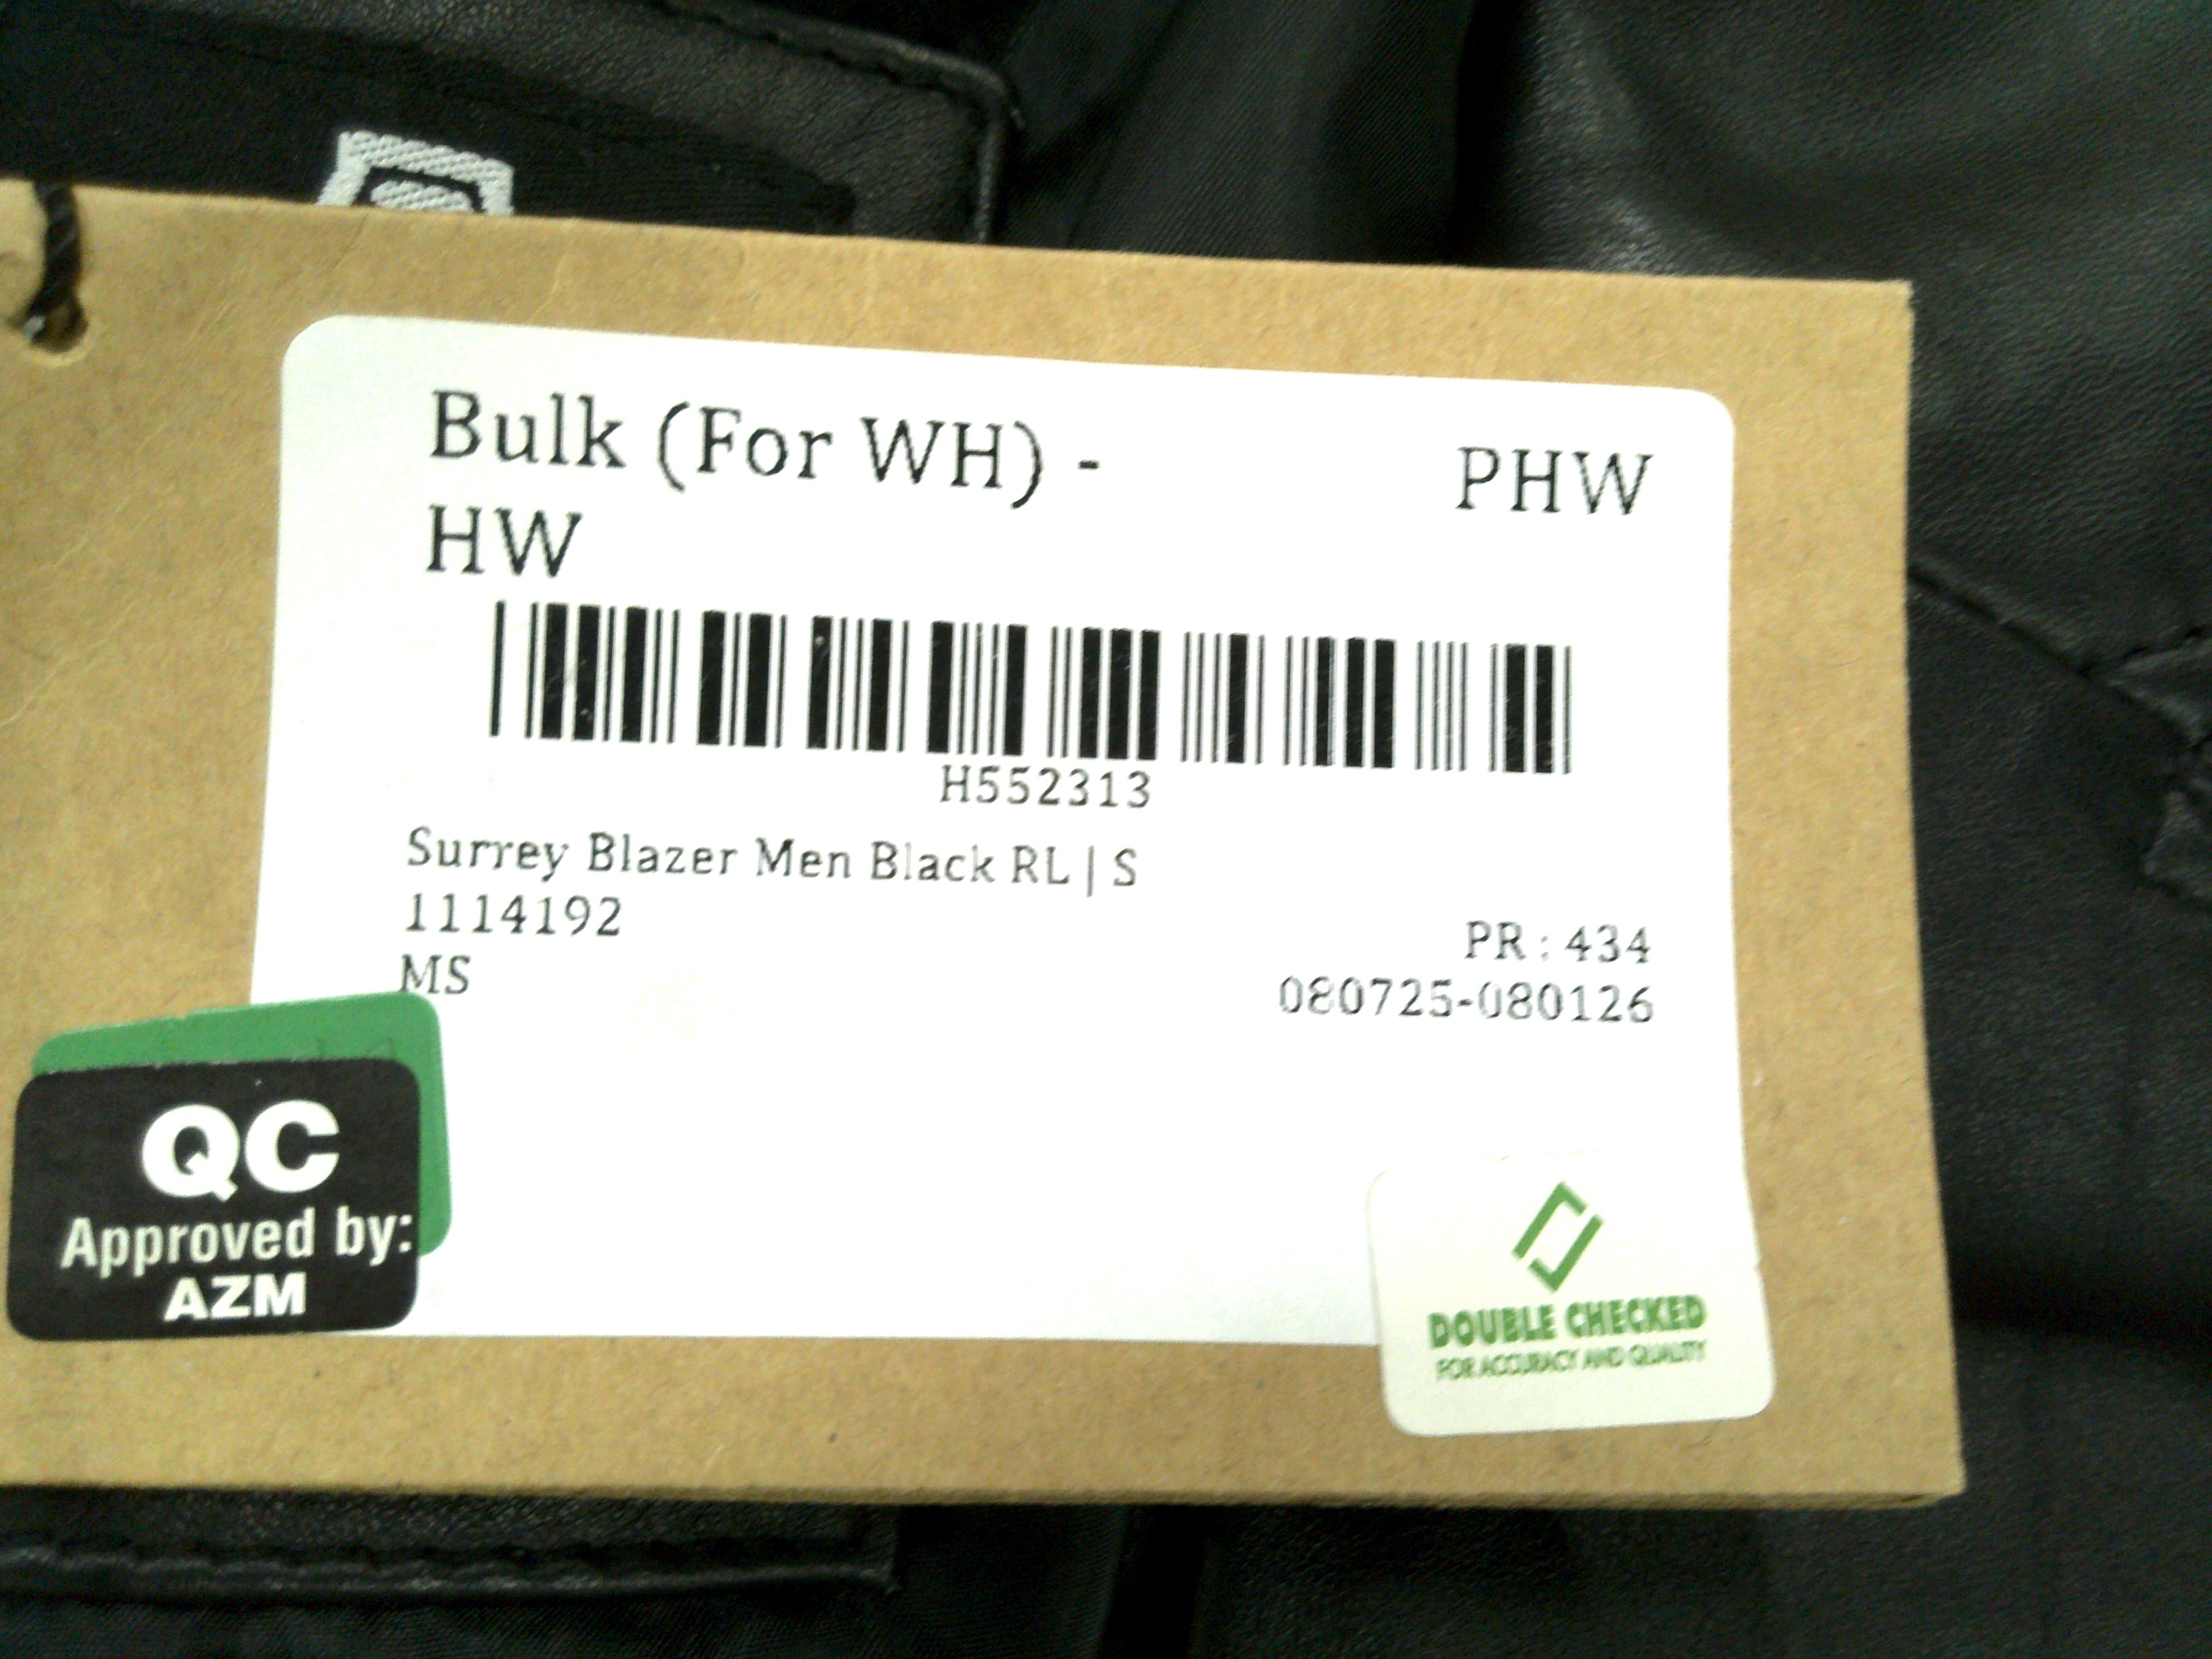 Bulk (For WH) - PHW
HW
H552313
Surrey Blazer Men Black RL | S
1114192
PR : 434
MS
080725-080126
QC
Approved by:
AZM
DOUBLE CHECKED
FOR ACCURACY AND QUALITY